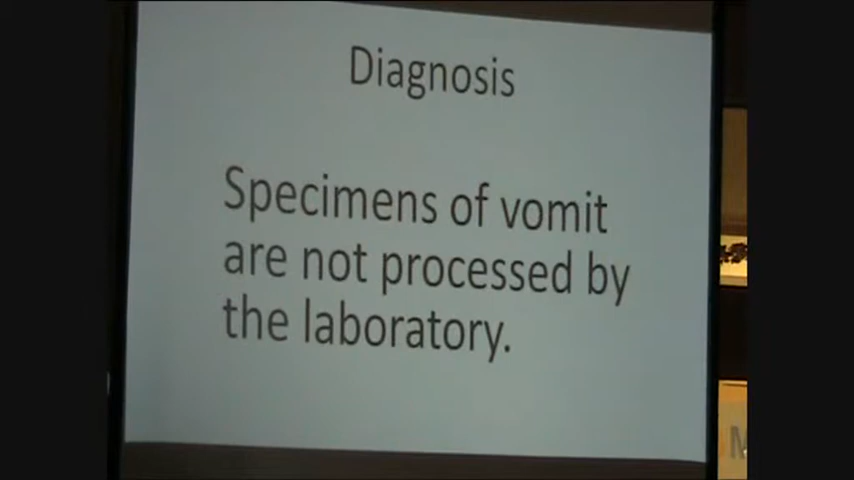 Diagnosis
Specimens of vomit
are not processed by
the laboratory.